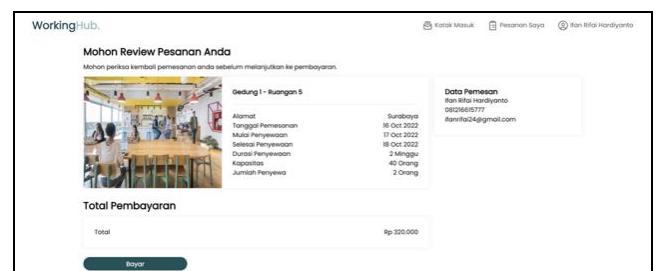 WorkingHub.
Kotak Masuk
Pesanan Saya
Ifan Rifai Hardiyanto
Mohon Review Pesanan Anda
Mohon periksa kembali pemesanan anda sebelum melanjutkan ke pembayaran.
Gedung 1 - Ruangan 5
Alamat Surabaya
Tanggal Pemesanan 16 Oct 2022
Mulai Penyewaan 17 Oct 2022
Selesai Penyewaan 18 Oct 2022
Durasi Penyewaan 2 Minggu
Kapasitas 40 Orang
Jumlah Penyewa 2 Orang
Data Pemesan
Ifan Rifai Hardiyanto
081216615777
ifanrifai24@gmail.com
Total Pembayaran
Total Rp 320.000
Bayar